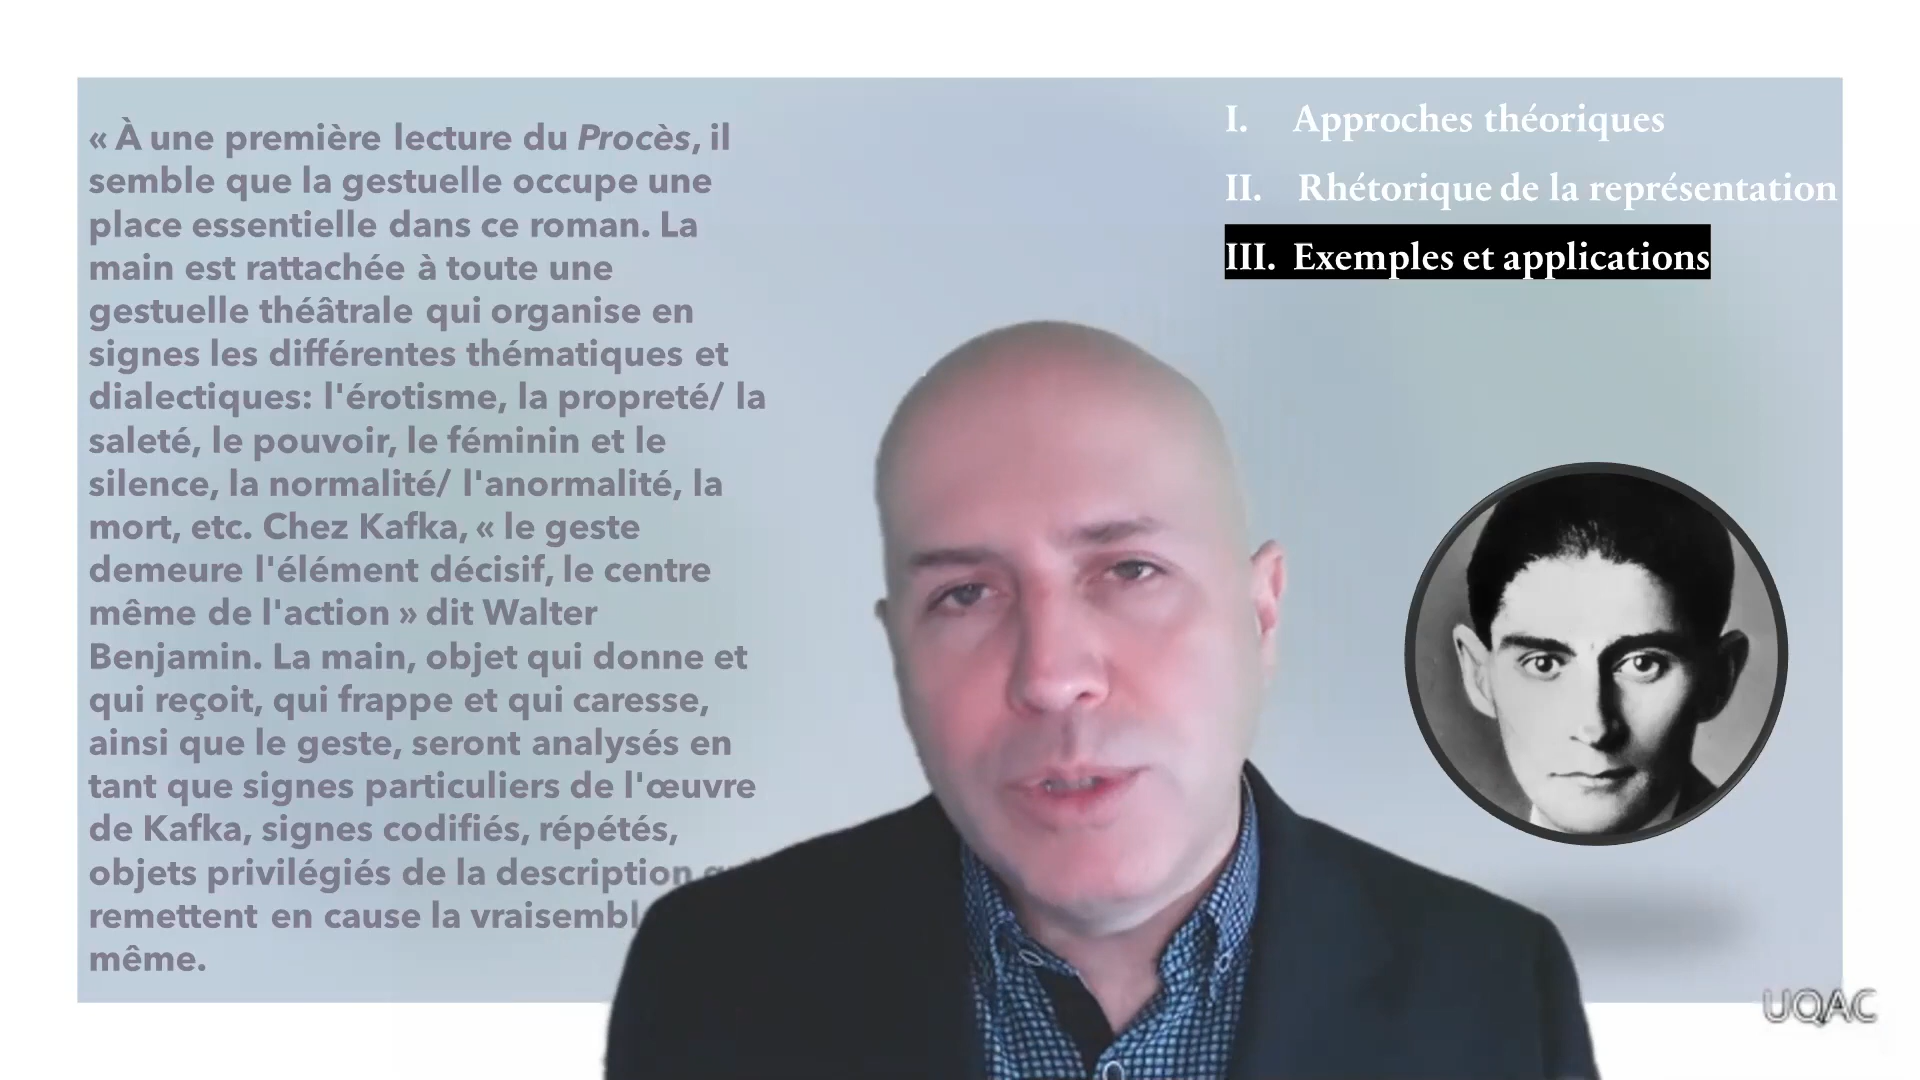 « À une première lecture du Procès, il
semble que la gestuelle occupe une
place essentielle dans ce roman. La
main est rattachée à toute une
gestuelle théâtrale qui organise en
signes les différentes thématiques et
dialectiques: l'érotisme, la propreté/ la
saleté, le pouvoir, le féminin et le
silence, la normalité/ l'anormalité, la
mort, etc. Chez Kafka, « le geste
demeure l'élément décisif, le centre
même de l'action » dit Walter
Benjamin. La main, objet qui donne et
qui reçoit, qui frappe et qui caresse,
ainsi que le geste, seront analysés en
tant que signes particuliers de l'œuvre
de Kafka, signes codifiés, répétés,
objets privilégiés de la description
remettent en cause la
même.
I. Approches théoriques
II. Rhétorique de la représentation
III. Exemples et applications
UQAC